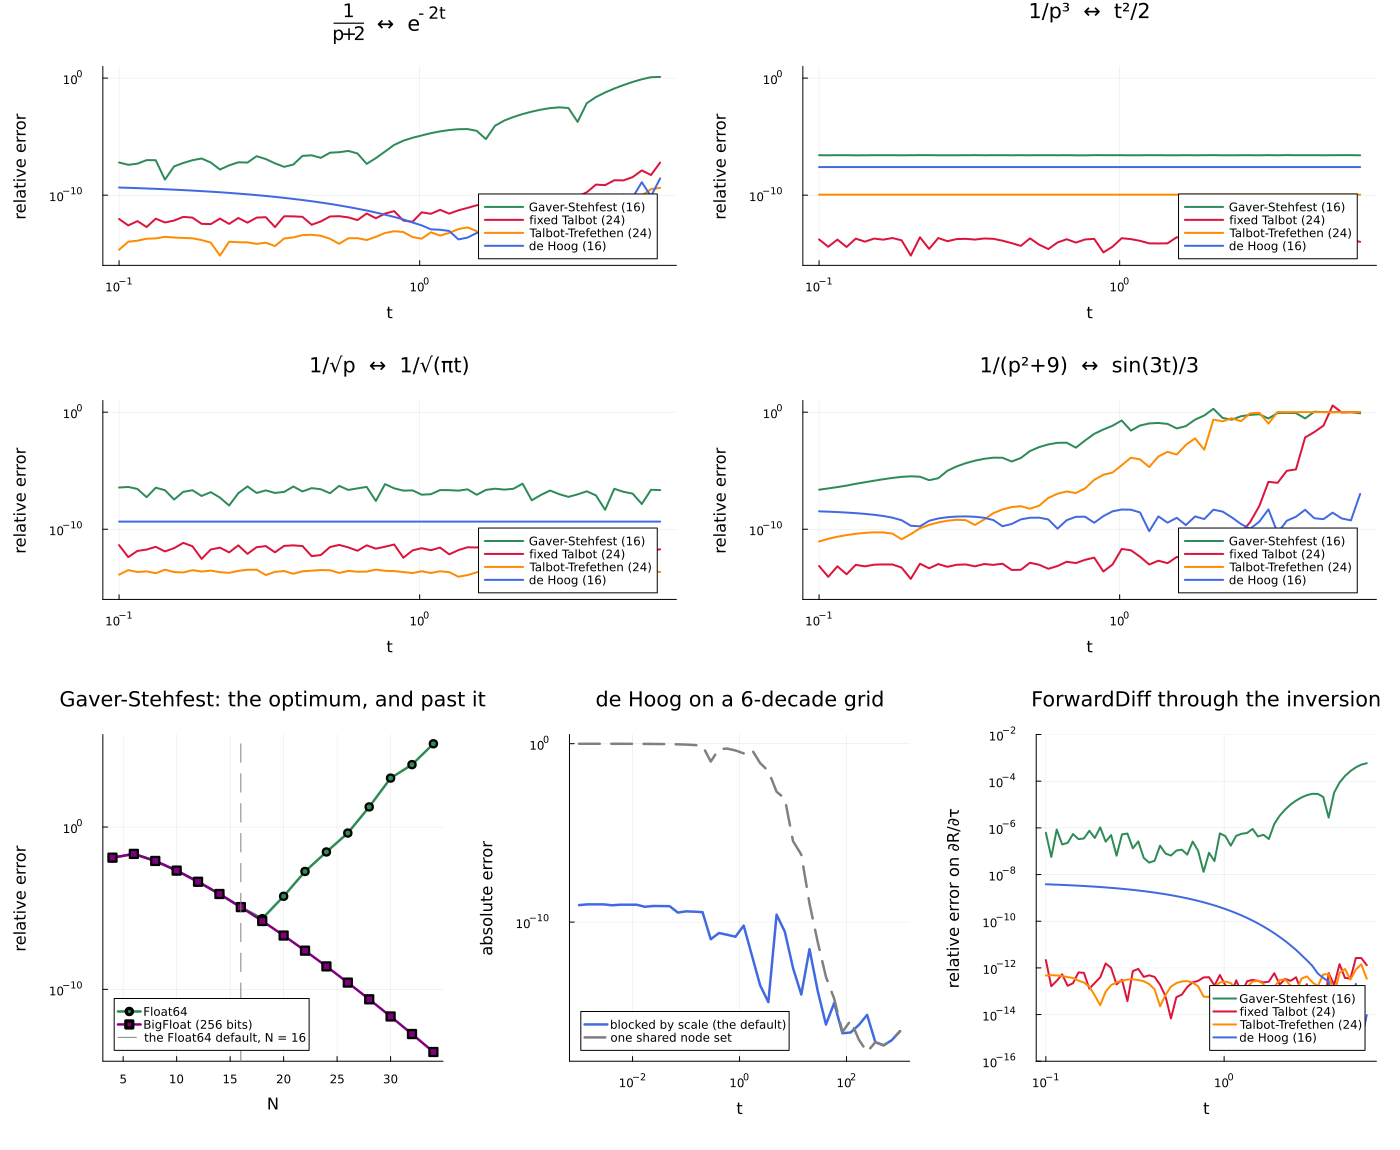 1/(p+2) ↔ e^-2t
1/p³ ↔ t²/2
relative error
10^0
10^-10
10^-1
10^0
t
Gaver-Stehfest (16)
fixed Talbot (24)
Talbot-Trefethen (24)
de Hoog (16)
relative error
10^0
10^-10
10^-1
10^0
t
Gaver-Stehfest (16)
fixed Talbot (24)
Talbot-Trefethen (24)
de Hoog (16)
1/√p ↔ 1/√(πt)
1/(p²+9) ↔ sin(3t)/3
relative error
10^0
10^-10
10^-1
10^0
t
Gaver-Stehfest (16)
fixed Talbot (24)
Talbot-Trefethen (24)
de Hoog (16)
relative error
10^0
10^-10
10^-1
10^0
t
Gaver-Stehfest (16)
fixed Talbot (24)
Talbot-Trefethen (24)
de Hoog (16)
Gaver-Stehfest: the optimum, and past it
relative error
10^0
10^-10
5 10 15 20 25 30
N
Float64
BigFloat (256 bits)
the Float64 default, N = 16
de Hoog on a 6-decade grid
absolute error
10^0
10^-10
10^-2 10^0 10^2
t
blocked by scale (the default)
one shared node set
ForwardDiff through the inversion
relative error on ∂R/∂τ
10^-2
10^-4
10^-6
10^-8
10^-10
10^-12
10^-14
10^-16
10^-1 10^0
t
Gaver-Stehfest (16)
fixed Talbot (24)
Talbot-Trefethen (24)
de Hoog (16)